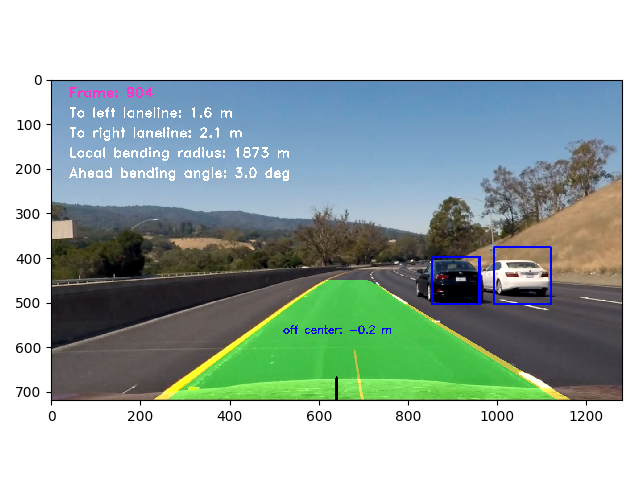 Frame: 904
To left laneline: 1.6 m
To right laneline: 2.1 m
Local bending radius: 1873 m
Ahead bending angle: 3.0 deg
off center: -0.2 m
0
100
200
300
400
500
600
700
0 200 400 600 800 1000 1200